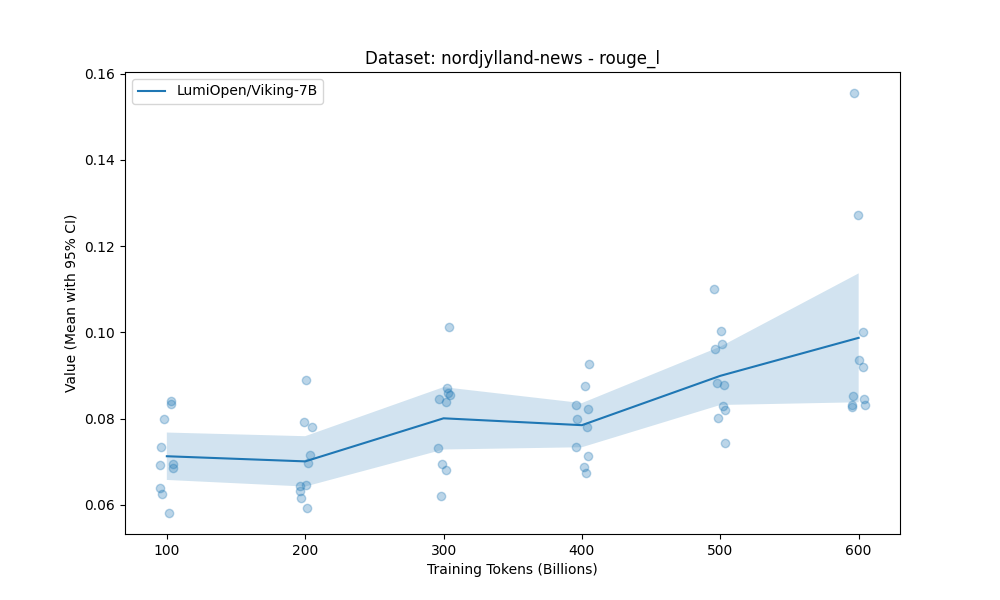 Dataset: nordjylland-news - rouge_l
LumiOpen/Viking-7B
Value (Mean with 95% CI)
0.16
0.14
0.12
0.10
0.08
0.06
100 200 300 400 500 600
Training Tokens (Billions)